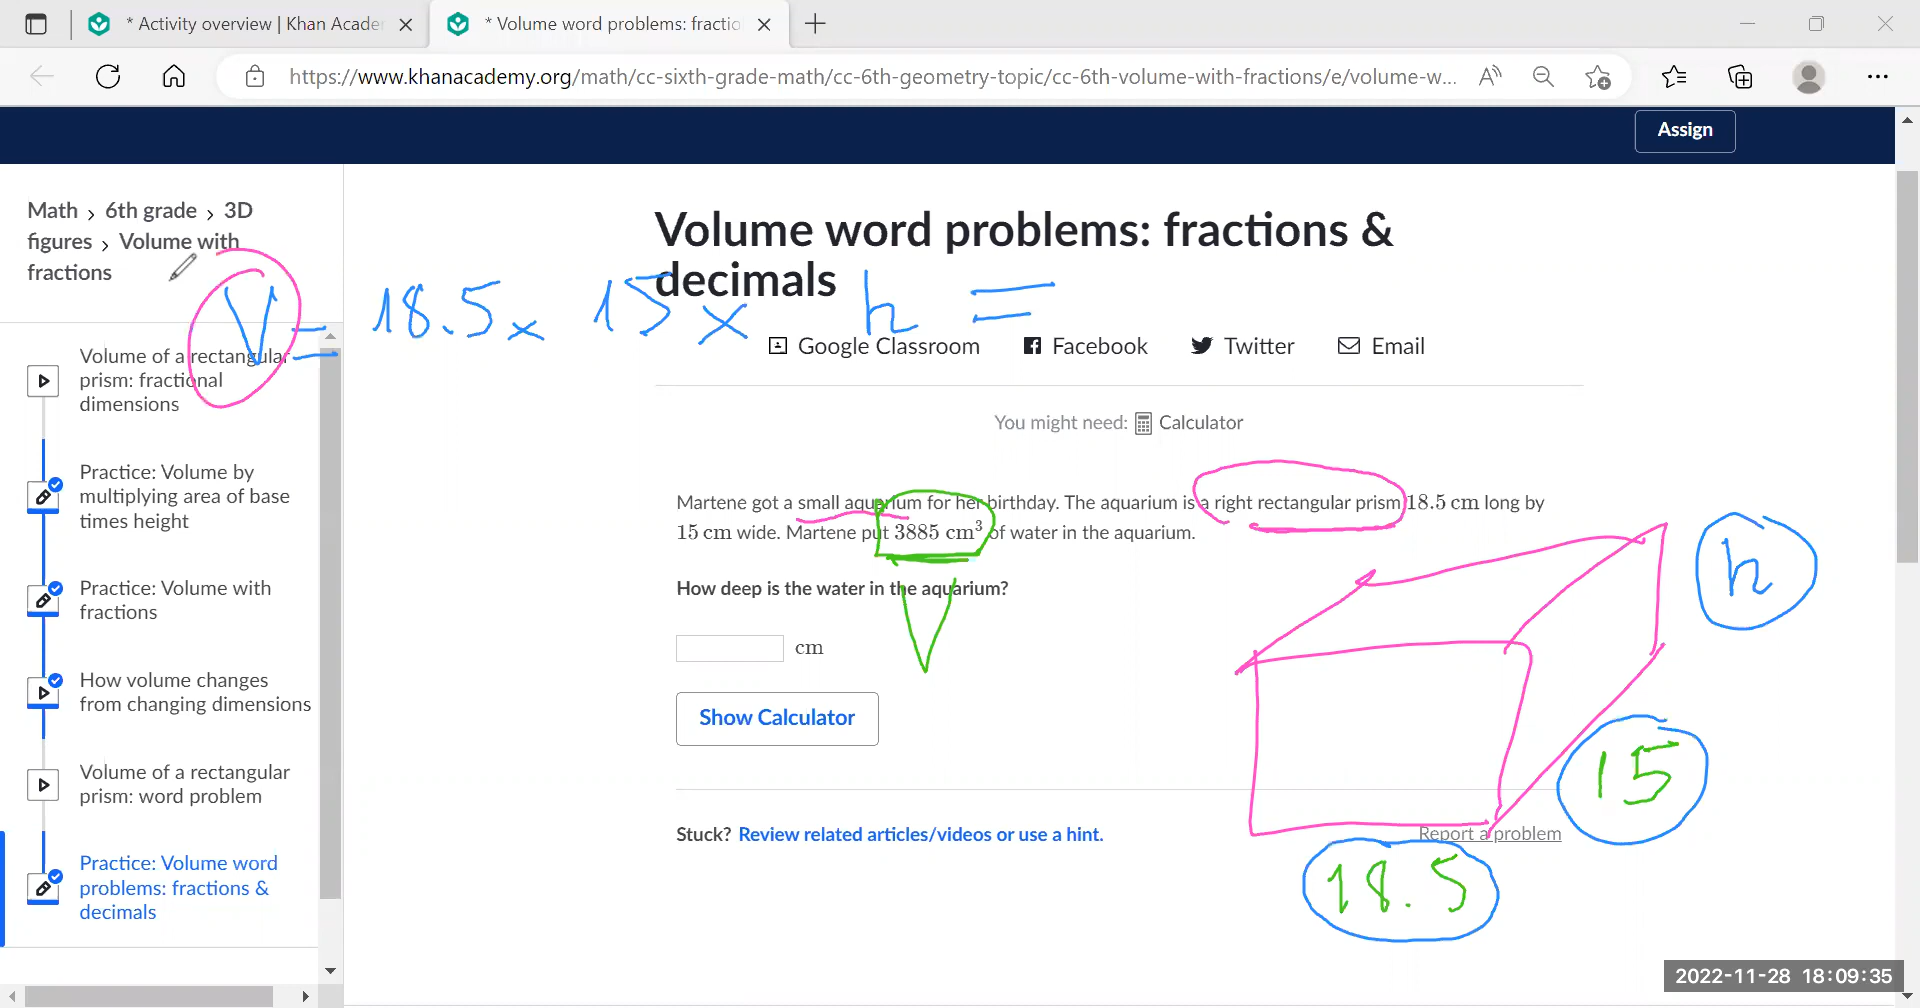 * Activity overview | Khan Acader
* Volume word problems: fractio
https://www.khanacademy.org/math/cc-sixth-grade-math/cc-6th-geometry-topic/cc-6th-volume-with-fractions/e/volume-w...
Assign
Math > 6th grade > 3D
figures > Volume with
fractions
Volume of a rectangular
prism: fractional
dimensions
Practice: Volume by
multiplying area of base
times height
Practice: Volume with
fractions
How volume changes
from changing dimensions
Volume of a rectangular
prism: word problem
Practice: Volume word
problems: fractions &
decimals
Volume word problems: fractions &
decimals
V = 18.5 x 15 x h =
Google Classroom Facebook Twitter Email
You might need: Calculator
Martene got a small aquarium for her birthday. The aquarium is a right rectangular prism 18.5 cm long by
15 cm wide. Martene put 3885 cm³ of water in the aquarium.
How deep is the water in the aquarium?
cm
V
h
Show Calculator
15
Stuck? Review related articles/videos or use a hint.
Report a problem
18.5
2022-11-28 18:09:35